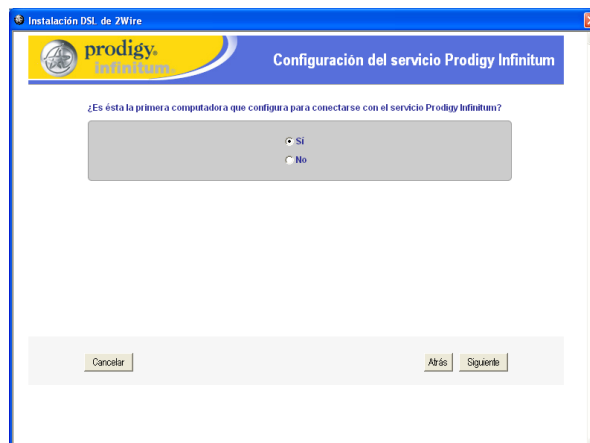 Instalación DSL de 2Wire
prodigy.
infinitum.
Configuración del servicio Prodigy Infinitum
¿Es ésta la primera computadora que configura para conectarse con el servicio Prodigy Infinitum?
Sí
No
Cancelar
Atrás
Siguiente